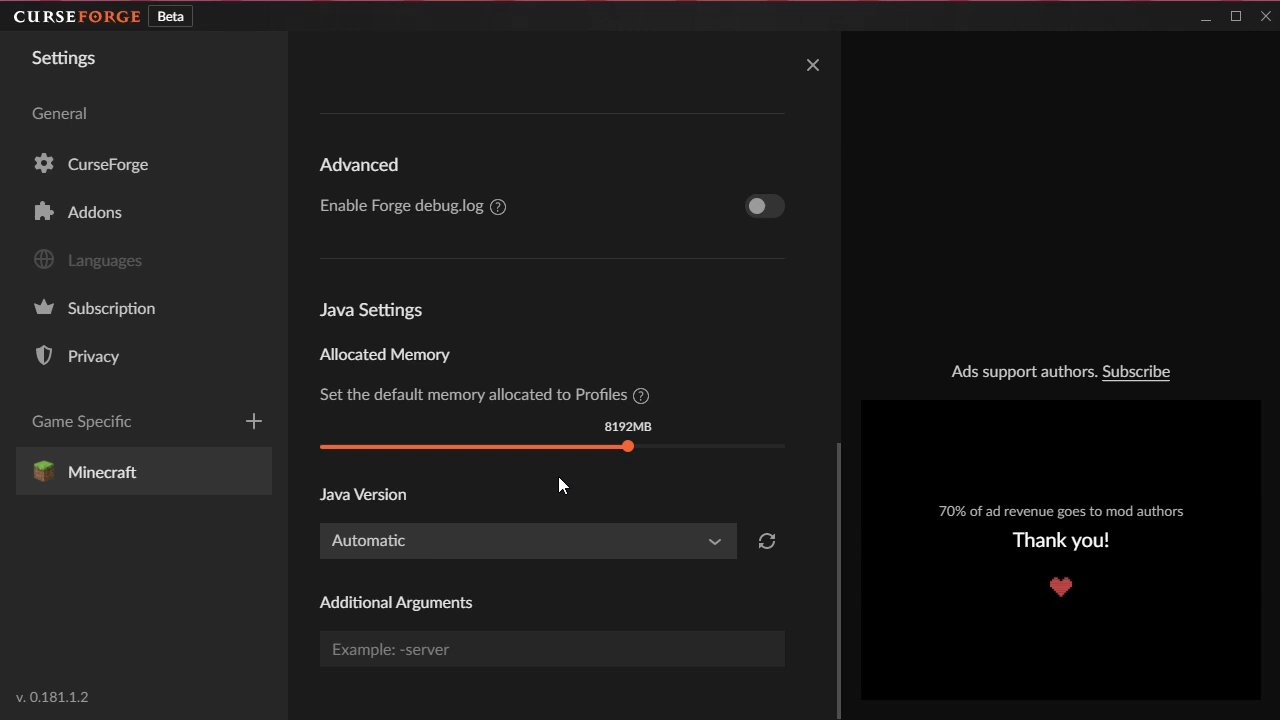 CURSEFORGE Beta
Settings
General
CurseForge
Addons
Languages
Subscription
Privacy
Game Specific
Minecraft
v. 0.181.1.2
Advanced
Enable Forge debug.log ?
Java Settings
Allocated Memory
Set the default memory allocated to Profiles ?
8192MB
Java Version
Automatic
Additional Arguments
Example: -server
Ads support authors. Subscribe
70% of ad revenue goes to mod authors
Thank you!